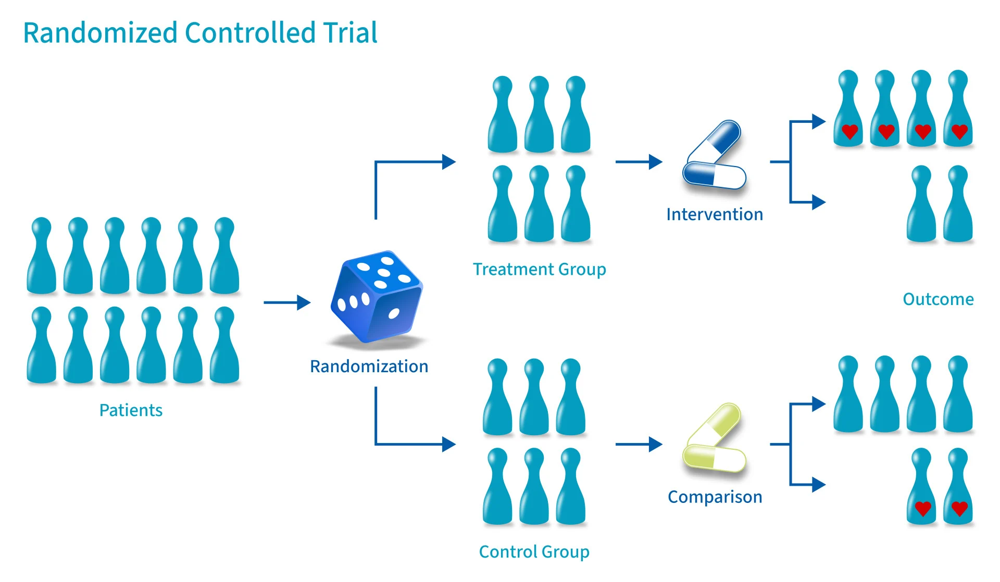 Randomized Controlled Trial
Patients
Randomization
Treatment Group
Intervention
Outcome
Control Group
Comparison